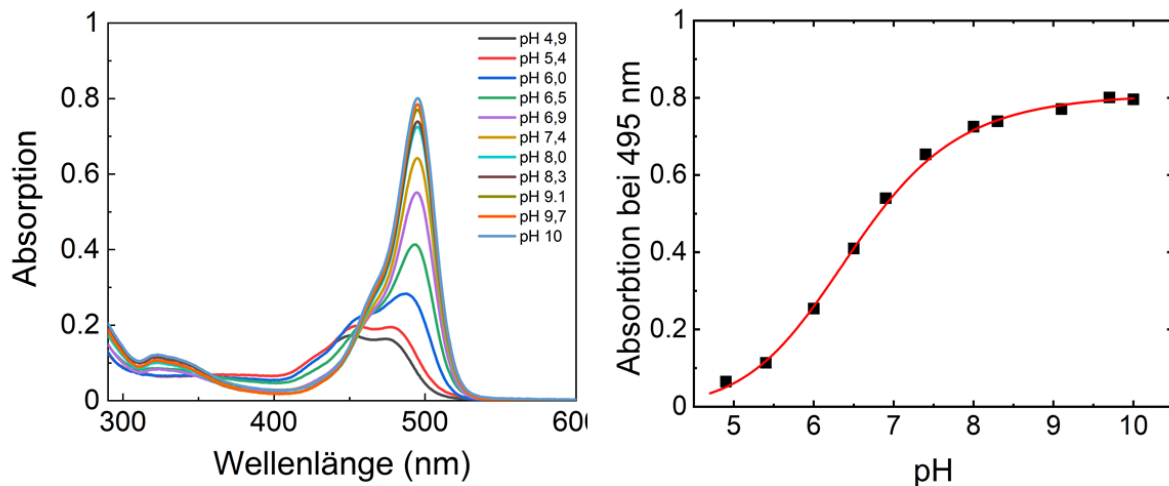 1
0.8
0.6
0.4
0.2
0
Absorption
300
400
500
600
Wellenlänge (nm)
pH 4,9
pH 5,4
pH 6,0
pH 6,5
pH 6,9
pH 7,4
pH 8,0
pH 8,3
pH 9.1
pH 9,7
pH 10
1
0.8
0.6
0.4
0.2
0
Absorbtion bei 495 nm
5
6
7
8
9
10
pH